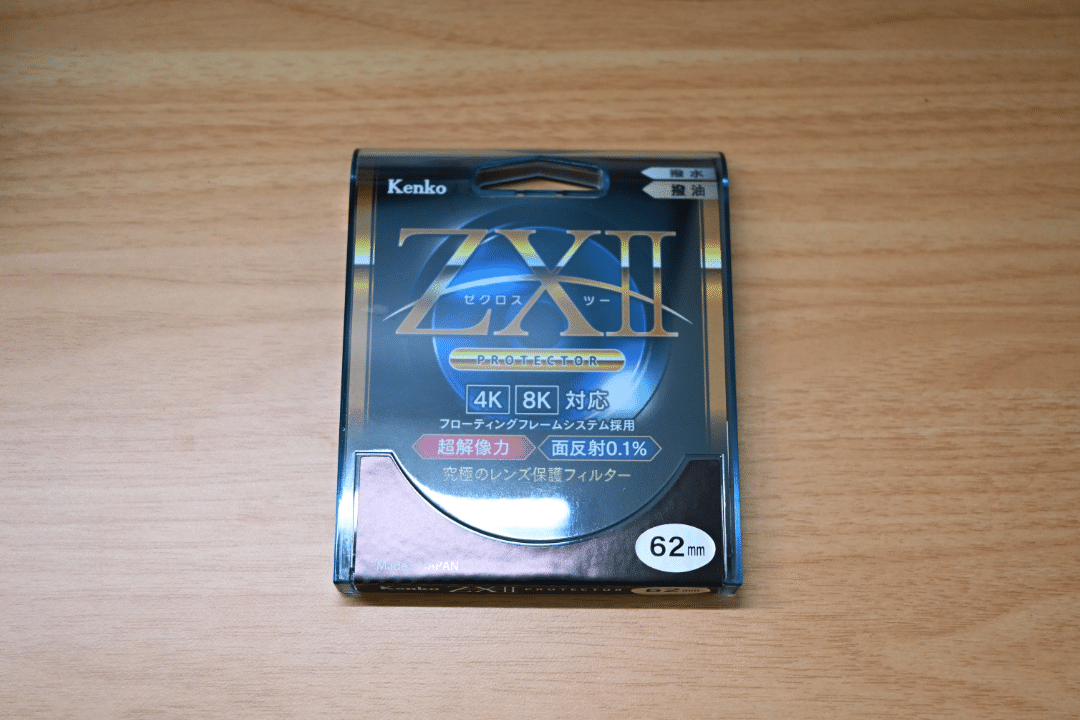 Kenko
撥水
撥油
ZXII
ゼクロス ツー
PROTECTOR
4K 8K 対応
フローティングフレームシステム採用
超解像力 面反射0.1%
究極のレンズ保護フィルター
62mm
Made JAPAN
Kenko ZXII PROTECTOR 62mm